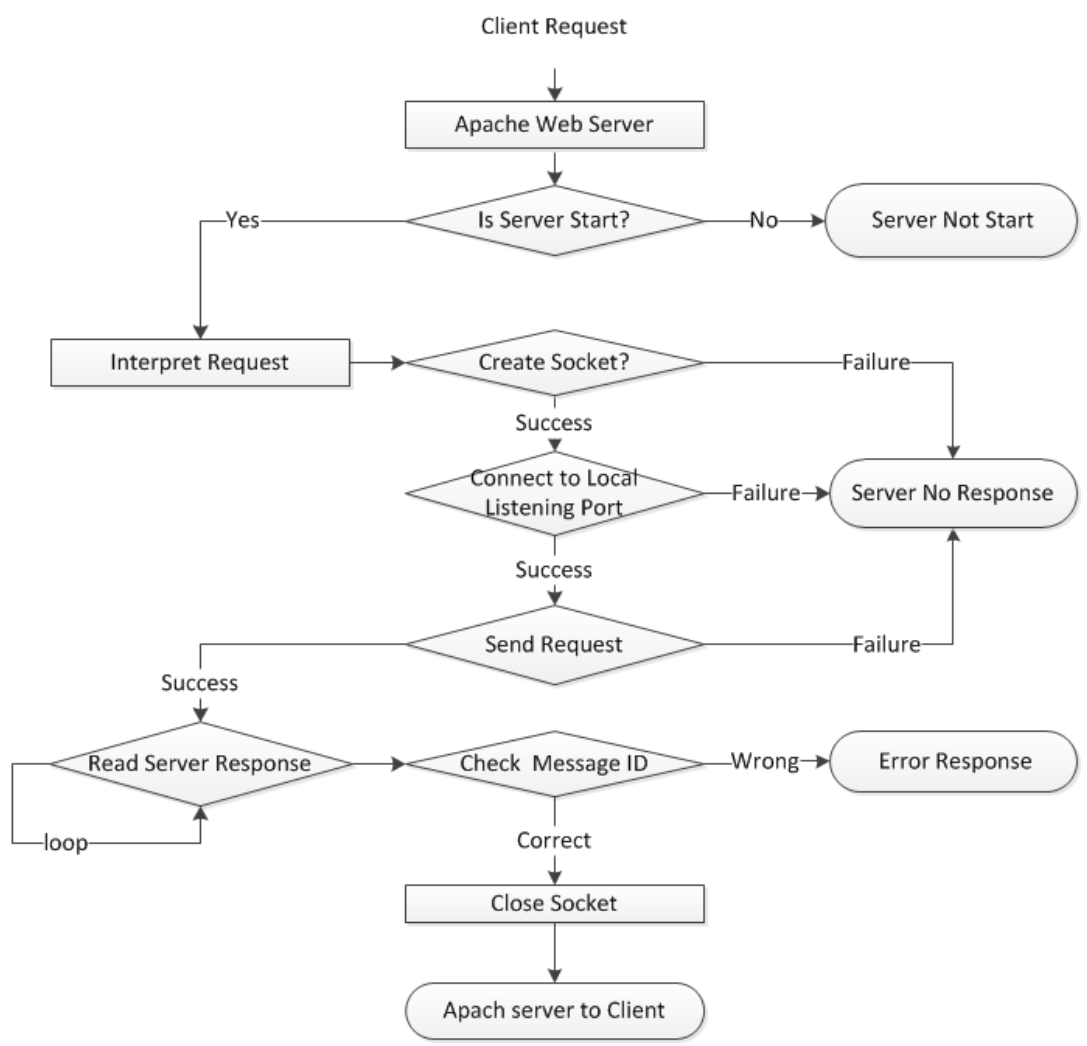 Client Request
Apache Web Server
Is Server Start?
Yes
No
Server Not Start
Interpret Request
Create Socket?
Failure
Success
Connect to Local
Listening Port
Failure
Server No Response
Success
Send Request
Failure
Success
Read Server Response
Check Message ID
Wrong
Error Response
loop
Correct
Close Socket
Apach server to Client